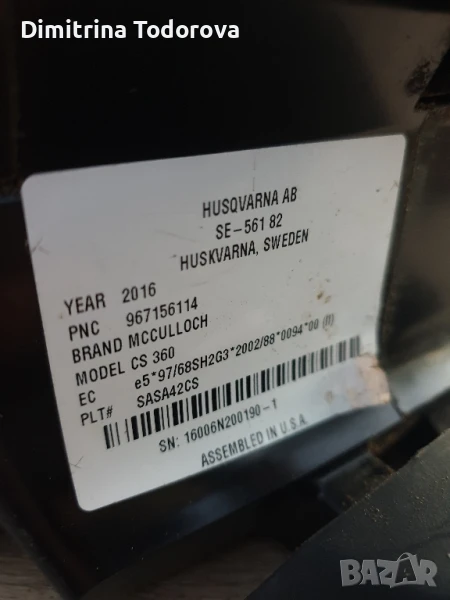 Dimitrina Todorova
HUSQVARNA AB
SE-561 82
HUSKVARNA, SWEDEN
YEAR 2016
PNC 967156114
BRAND MCCULLOCH
MODEL CS 360
EC e5*97/68SH2G3*2002/88*0094*00 (II)
PLT# SASA42CS
SN: 16006N200190-1
ASSEMBLED IN U.S.A.
BAZAR